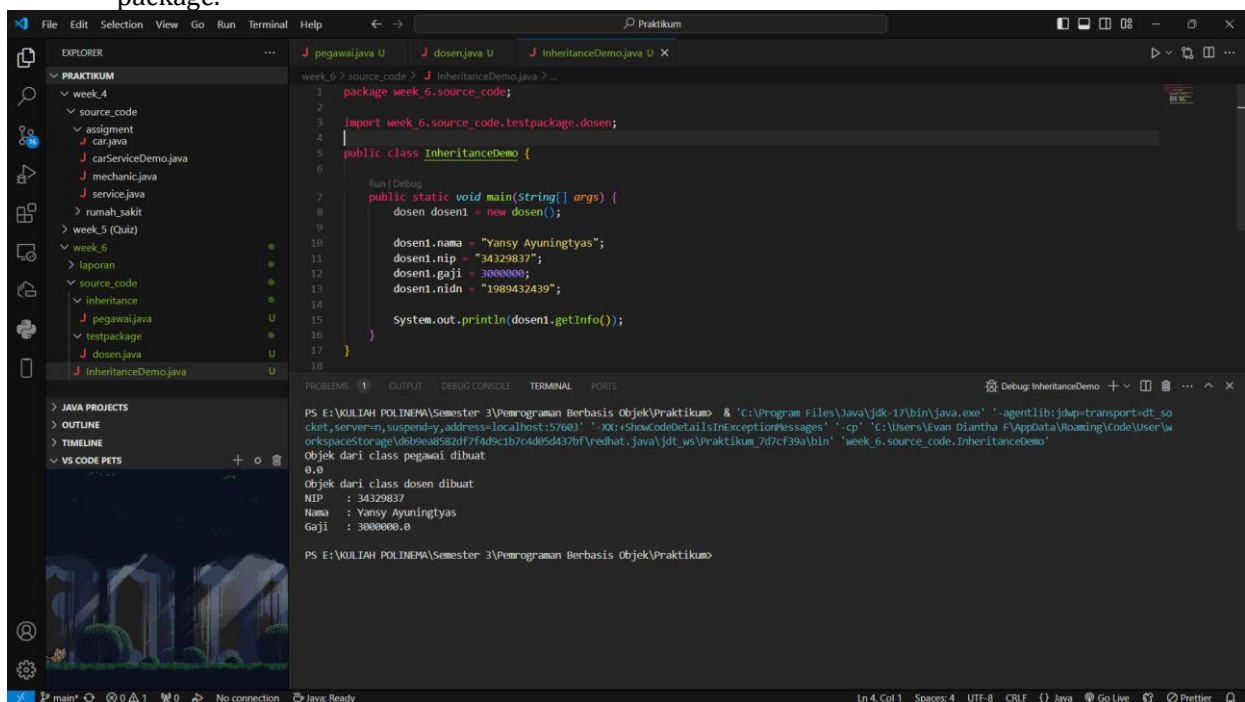 package.
File Edit Selection View Go Run Terminal Help
Praktikum
EXPLORER
PRAKTIKUM
week_4
source_code
assigment
J car.java
J carServiceDemo.java
J mechanic.java
J service.java
rumah_sakit
week_5 (Quiz)
week_6
laporan
source_code
inheritance
J pegawai.java U
testpackage
J dosen.java U
J InheritanceDemo.java U
JAVA PROJECTS
OUTLINE
TIMELINE
VS CODE PETS
16
J pegawai.java U J dosen.java U J InheritanceDemo.java U
week_6 > source_code > J InheritanceDemo.java > ...
1 package week_6.source_code;
2
3 import week_6.source_code.testpackage.dosen;
4
5 public class InheritanceDemo {
6
Run | Debug
7 public static void main(String[] args) {
8 dosen dosen1 = new dosen();
9
10 dosen1.nama = "Yansy Ayuningtyas";
11 dosen1.nip = "34329837";
12 dosen1.gaji = 3000000;
13 dosen1.nidn = "1989432439";
14
15 System.out.println(dosen1.getInfo());
16 }
17 }
18
PROBLEMS 1 OUTPUT DEBUG CONSOLE TERMINAL PORTS
Debug: InheritanceDemo
PS E:\KULIAH POLINEMA\Semester 3\Pemrograman Berbasis Objek\Praktikum> & 'C:\Program Files\Java\jdk-17\bin\java.exe' '-agentlib:jdwp=transport=dt_so
cket,server=n,suspend=y,address=localhost:57603' '-XX:+ShowCodeDetailsInExceptionMessages' '-cp' 'C:\Users\Evan Diantha F\AppData\Roaming\Code\User\w
orkspaceStorage\d6b9ea8582df7f4d9c1b7c4d05d437bf\redhat.java\jdt_ws\Praktikum_7d7cf39a\bin' 'week_6.source_code.InheritanceDemo'
Objek dari class pegawai dibuat
0.0
Objek dari class dosen dibuat
NIP : 34329837
Nama : Yansy Ayuningtyas
Gaji : 3000000.0
PS E:\KULIAH POLINEMA\Semester 3\Pemrograman Berbasis Objek\Praktikum>
main* 0 1 0 No connection Java: Ready Ln 4, Col 1 Spaces: 4 UTF-8 CRLF {} Java Go Live Prettier